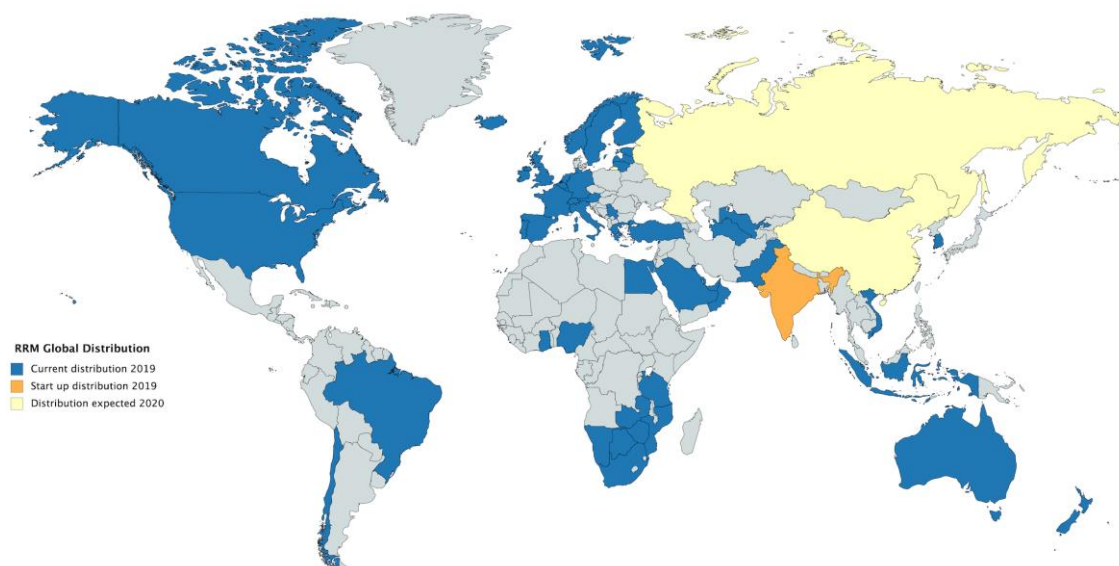 RRM Global Distribution
Current distribution 2019
Start up distribution 2019
Distribution expected 2020